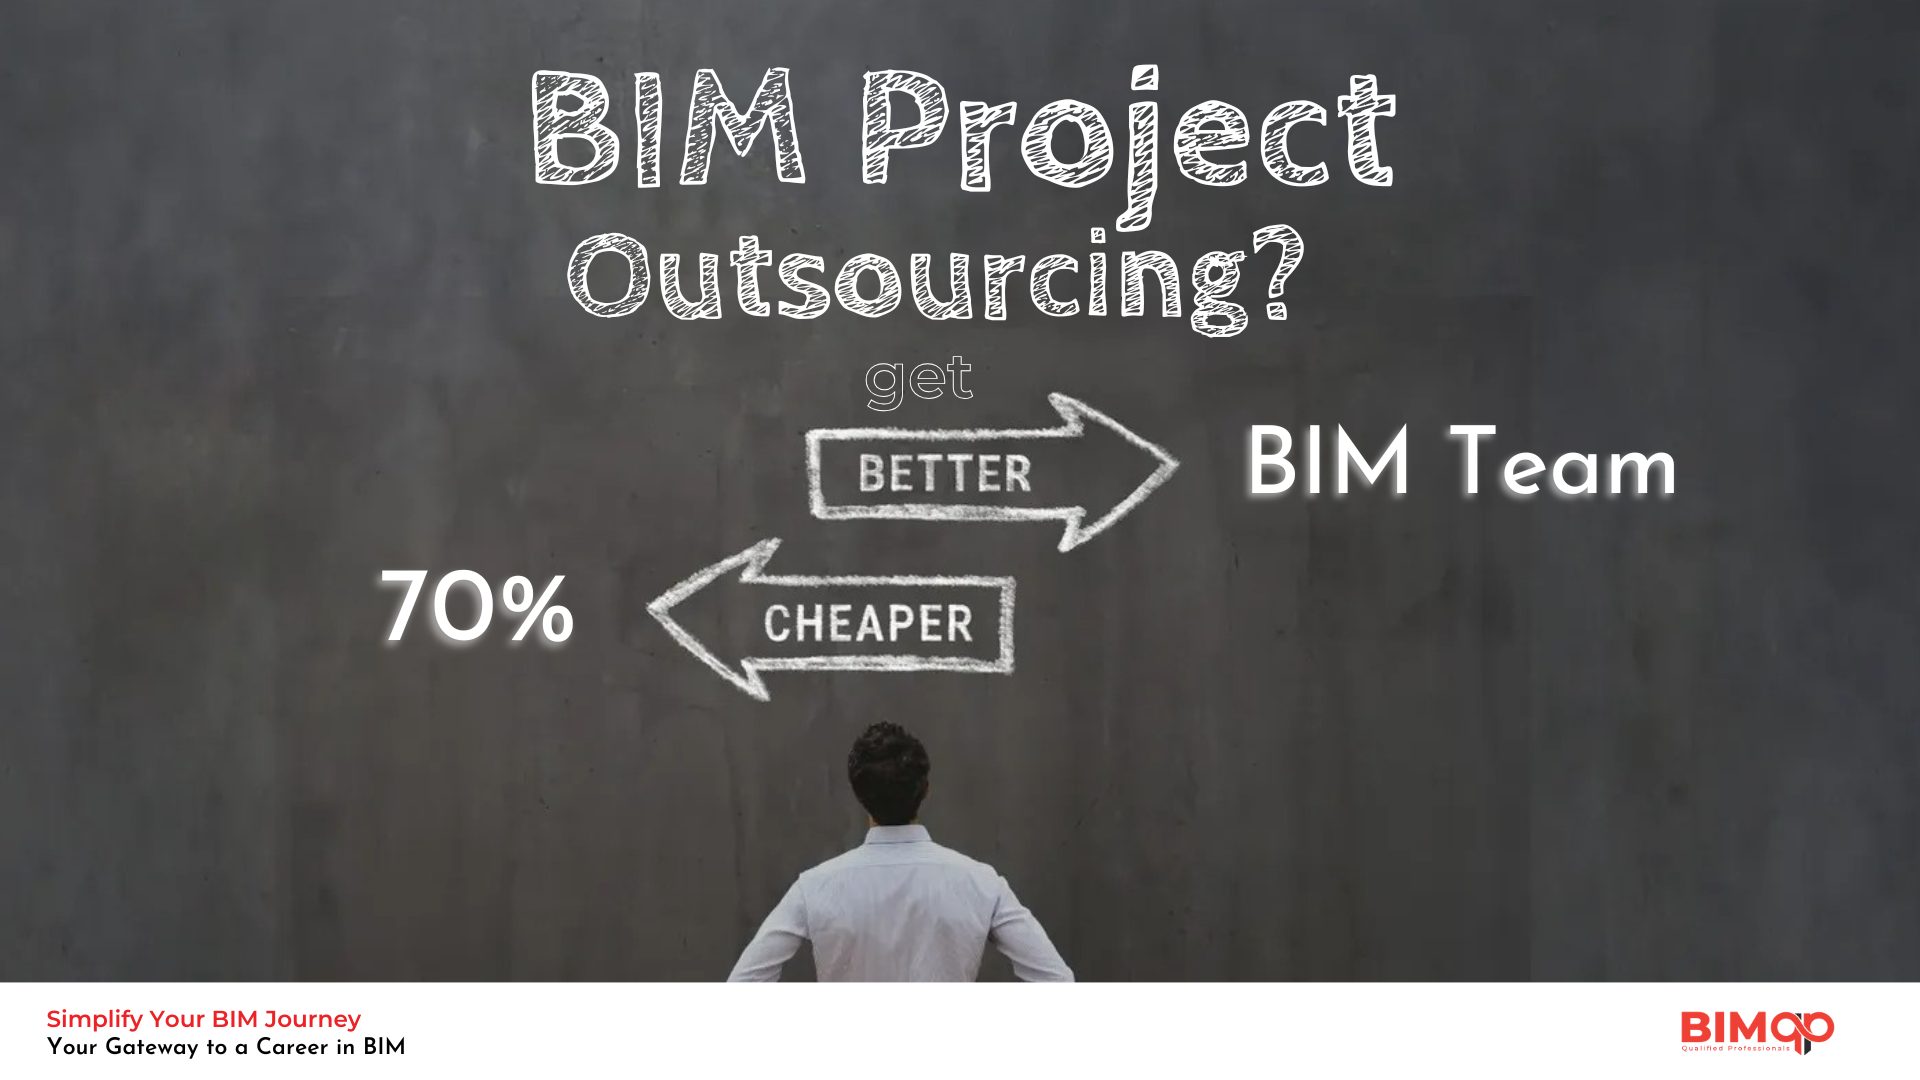 BIM Project
Outsourcing?
get
BETTER
BIM Team
70%
CHEAPER
Simplify Your BIM Journey
Your Gateway to a Career in BIM
BIMQP
Qualified Professionals